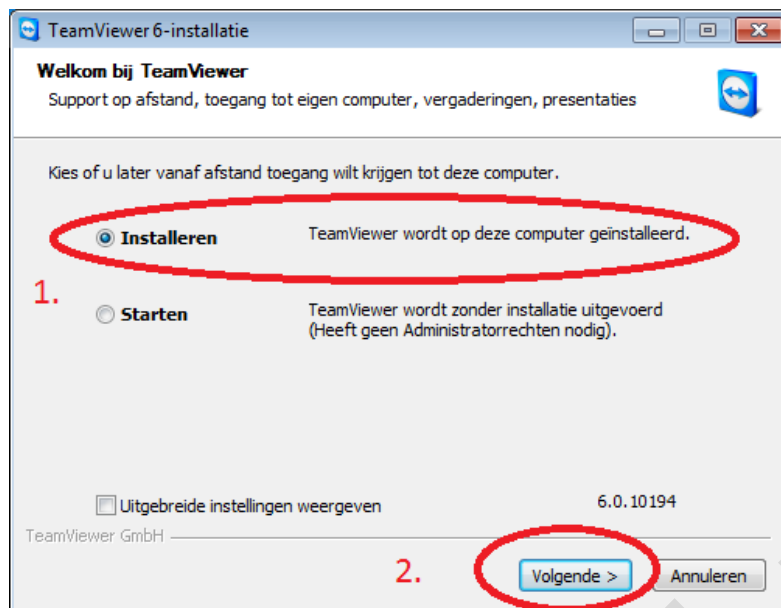 TeamViewer 6-installatie
Welkom bij TeamViewer
Support op afstand, toegang tot eigen computer, vergaderingen, presentaties
Kies of u later vanaf afstand toegang wilt krijgen tot deze computer.
Installeren TeamViewer wordt op deze computer geïnstalleerd.
1.
Starten TeamViewer wordt zonder installatie uitgevoerd
(Heeft geen Administratorrechten nodig).
Uitgebreide instellingen weergeven 6.0.10194
TeamViewer GmbH
2. Volgende > Annuleren